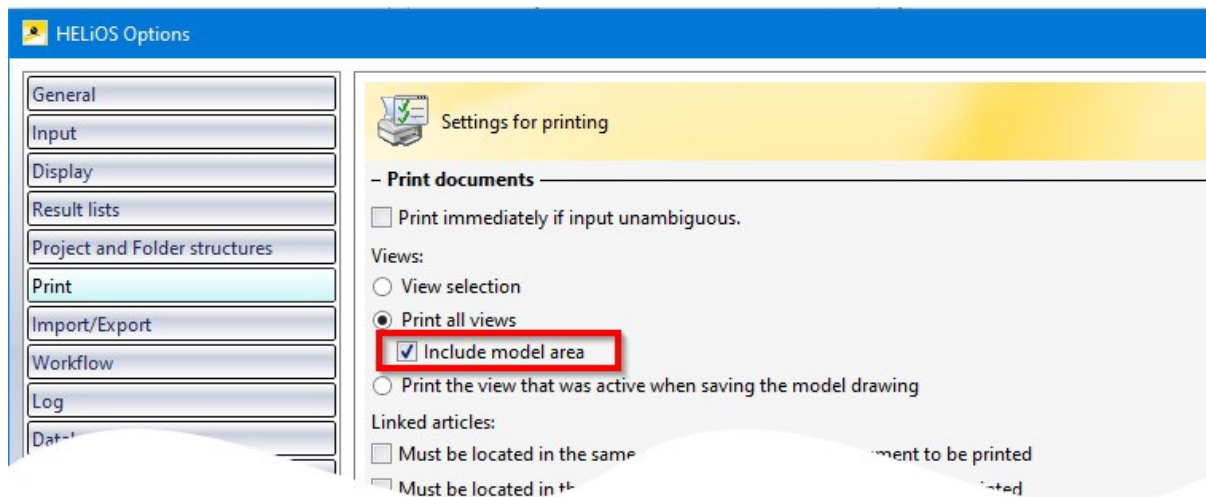 HELiOS Options
General
Input
Display
Result lists
Project and Folder structures
Print
Import/Export
Workflow
Log
Settings for printing
– Print documents
Print immediately if input unambiguous.
Views:
View selection
Print all views
Include model area
Print the view that was active when saving the model drawing
Linked articles:
Must be located in the same to be printed
Must be located in